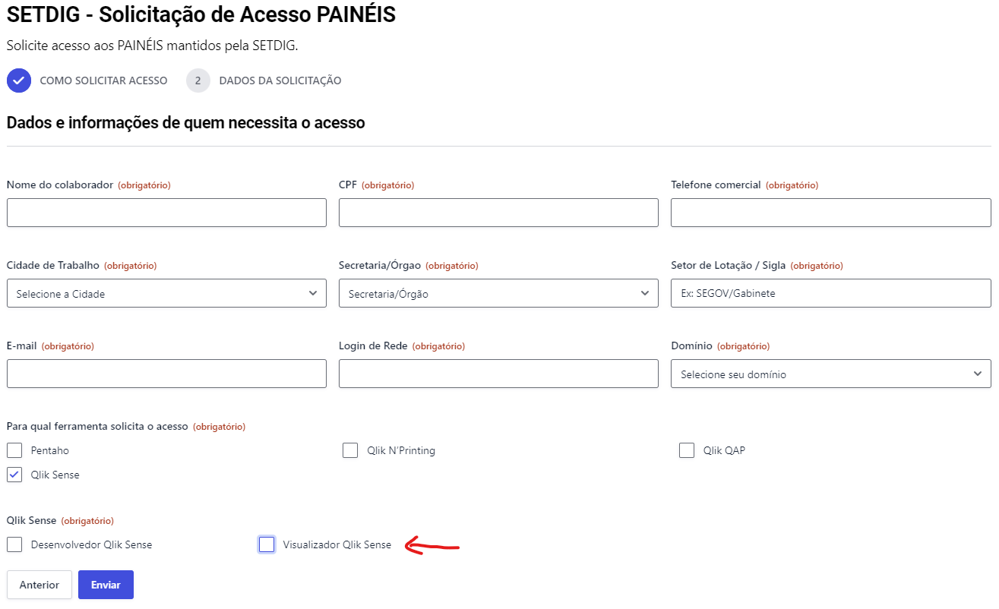 SETDIG - Solicitação de Acesso PAINÉIS
Solicite acesso aos PAINÉIS mantidos pela SETDIG.
COMO SOLICITAR ACESSO 2 DADOS DA SOLICITAÇÃO
Dados e informações de quem necessita o acesso
Nome do colaborador (obrigatório) CPF (obrigatório) Telefone comercial (obrigatório)
Cidade de Trabalho (obrigatório) Secretaria/Órgao (obrigatório) Setor de Lotação / Sigla (obrigatório)
Selecione a Cidade Secretaria/Órgão Ex: SEGOV/Gabinete
E-mail (obrigatório) Login de Rede (obrigatório) Domínio (obrigatório)
Selecione seu domínio
Para qual ferramenta solicita o acesso (obrigatório)
Pentaho Qlik N'Printing Qlik QAP
Qlik Sense
Qlik Sense (obrigatório)
Desenvolvedor Qlik Sense Visualizador Qlik Sense
Anterior Enviar